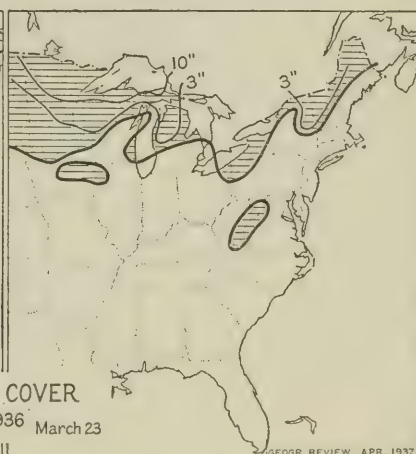 10"
3"
3"
COVER
936 March 23
GEOGR. REVIEW, APR. 1937